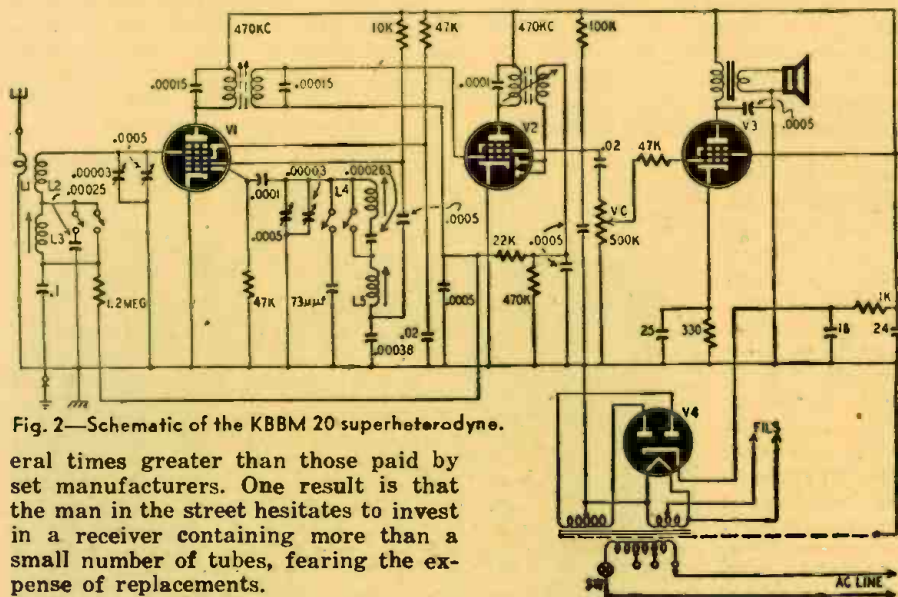 470KC
10K
47K
470KC
100K
.00015
.00015
.0001
.0005
V1
V2
V3
.0005
.02
47K
.00003
L2
.00025
.0001
.00003
L4
.000263
.0005
VC
500K
L3
.0005
22K
.0005
.1
1.2MEG
47K
73μμf
L5
.0005
470K
25
330
18
1K
24
.00038
.02
Fig. 2—Schematic of the KBBM 20 superheterodyne.
V4
FILS
eral times greater than those paid by
set manufacturers. One result is that
the man in the street hesitates to invest
in a receiver containing more than a
small number of tubes, fearing the ex-
pense of replacements.
SW
AC LINE